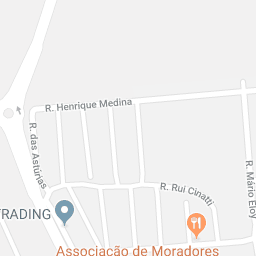 R. Henrique Medina
R. das Astúrias
R. Mário Eloy
R. Rui Cinatti
TRADING
Associação de Moradores